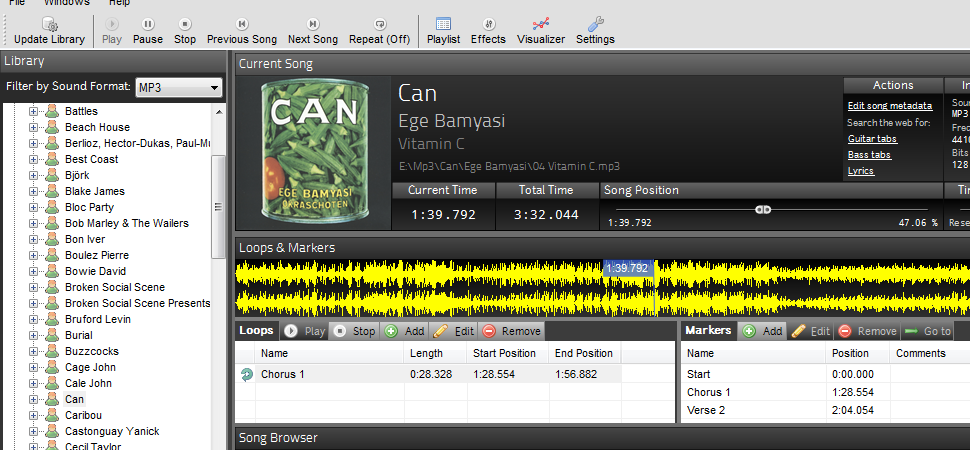 File Windows Help
Update Library Play Pause Stop Previous Song Next Song Repeat (Off) Playlist Effects Visualizer Settings
Library
Filter by Sound Format: MP3
Battles
Beach House
Berlioz, Hector-Dukas, Paul-Mu
Best Coast
Björk
Blake James
Bloc Party
Bob Marley & The Wailers
Bon Iver
Boulez Pierre
Bowie David
Broken Social Scene
Broken Social Scene Presents
Bruford Levin
Burial
Buzzcocks
Cage John
Cale John
Can
Caribou
Castonguay Yanick
Cecil Taylor
Current Song
CAN
EGE BAMYASI
OKRASCHOTEN
Can
Ege Bamyasi
Vitamin C
E:\Mp3\Can\Ege Bamyasi\04 Vitamin C.mp3
Actions
Edit song metadata
Search the web for:
Guitar tabs
Bass tabs
Lyrics
In
Sou
MP3
Freq
4410
Bits
128
Current Time Total Time Song Position Tim
1:39.792 3:32.044 1:39.792 47.06 % Rese
Loops & Markers
1:39.792
Loops Play Stop Add Edit Remove
Name Length Start Position End Position
Chorus 1 0:28.328 1:28.554 1:56.882
Markers Add Edit Remove Go to
Name Position Comments
Start 0:00.000
Chorus 1 1:28.554
Verse 2 2:04.054
Song Browser